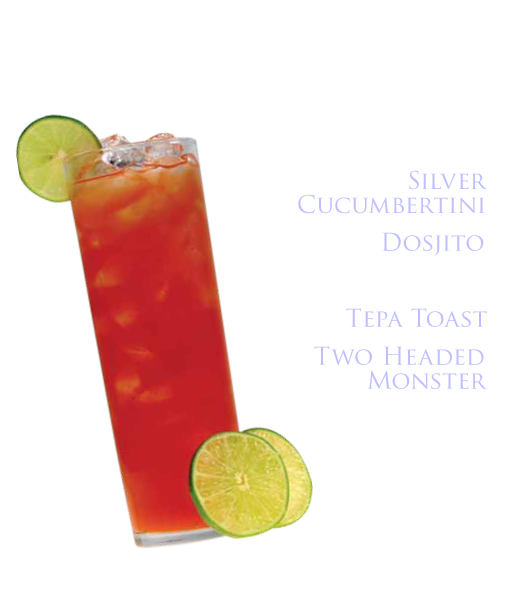 Silver
Cucumbertini
Dosjito
Tepa Toast
Two Headed
Monster